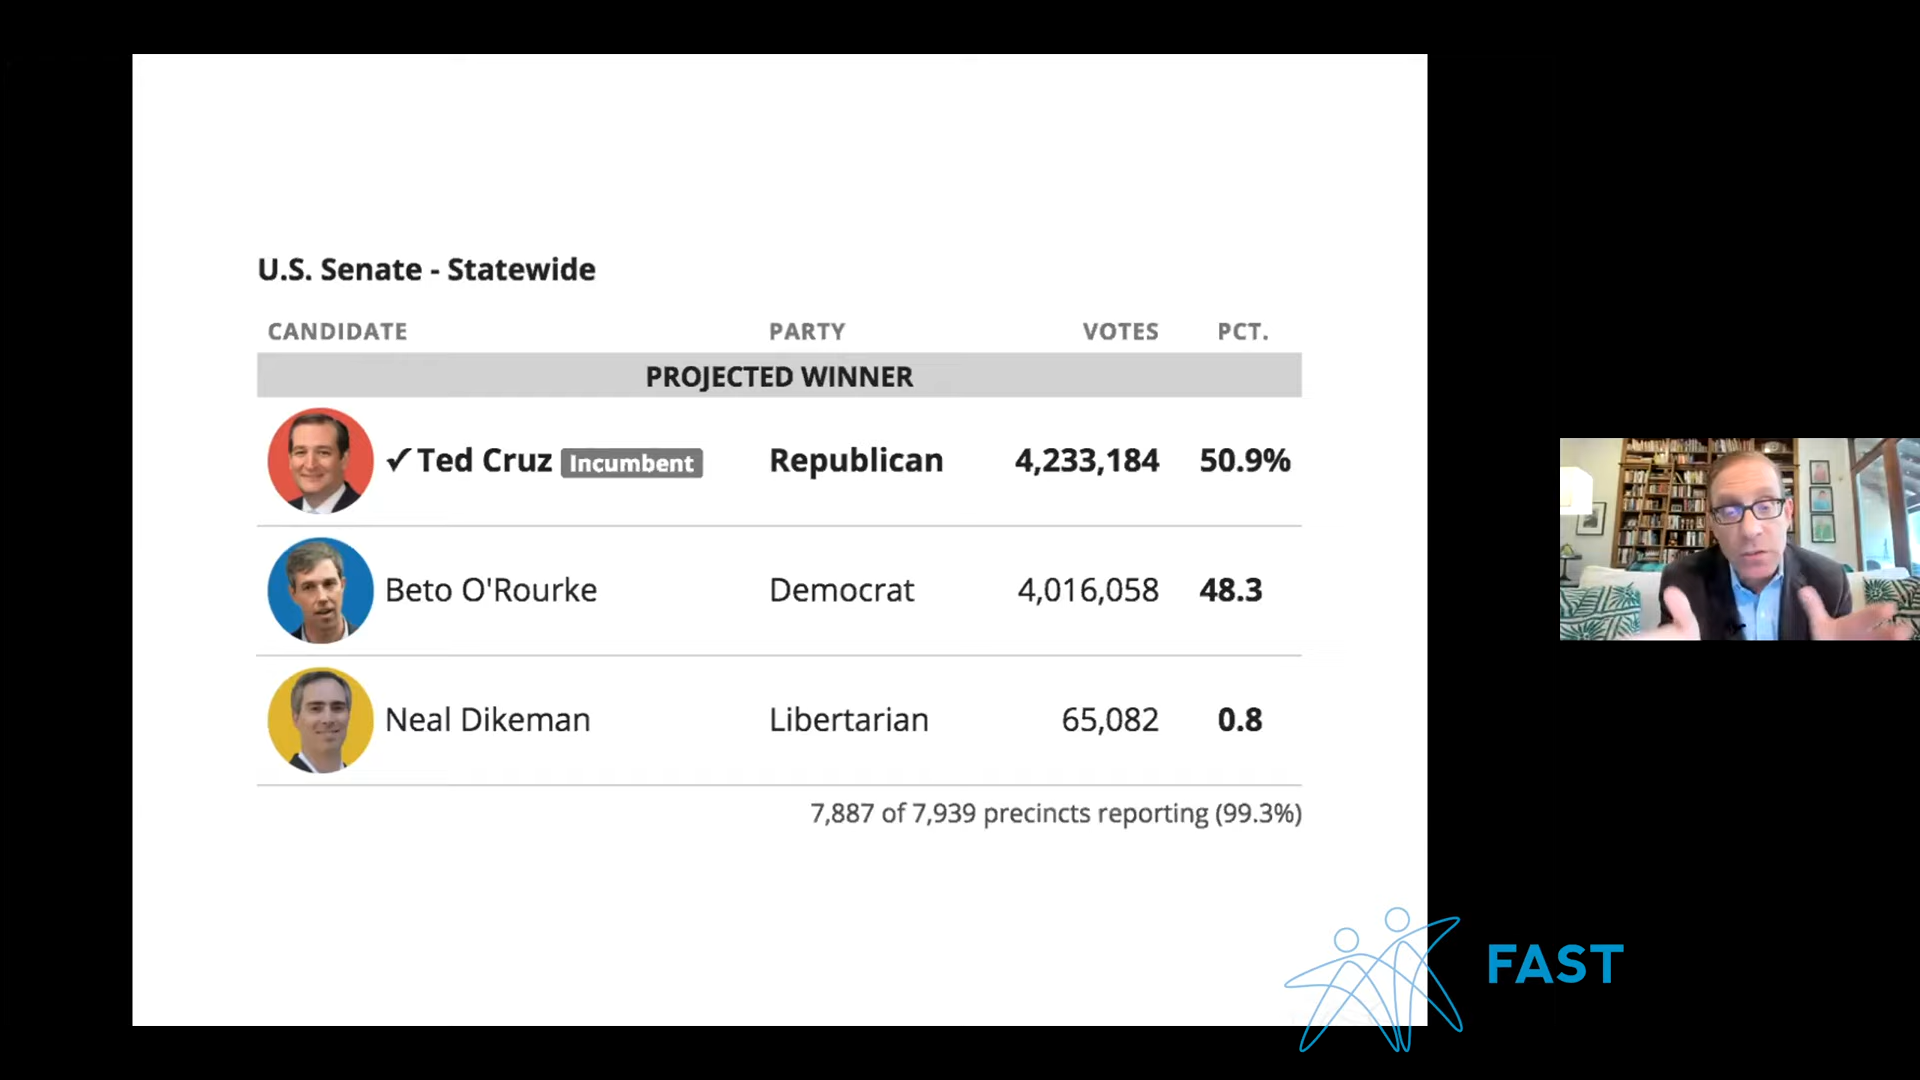 U.S. Senate - Statewide
CANDIDATE PARTY VOTES PCT.
PROJECTED WINNER
✓ Ted Cruz Incumbent Republican 4,233,184 50.9%
Beto O'Rourke Democrat 4,016,058 48.3
Neal Dikeman Libertarian 65,082 0.8
7,887 of 7,939 precincts reporting (99.3%)
FAST